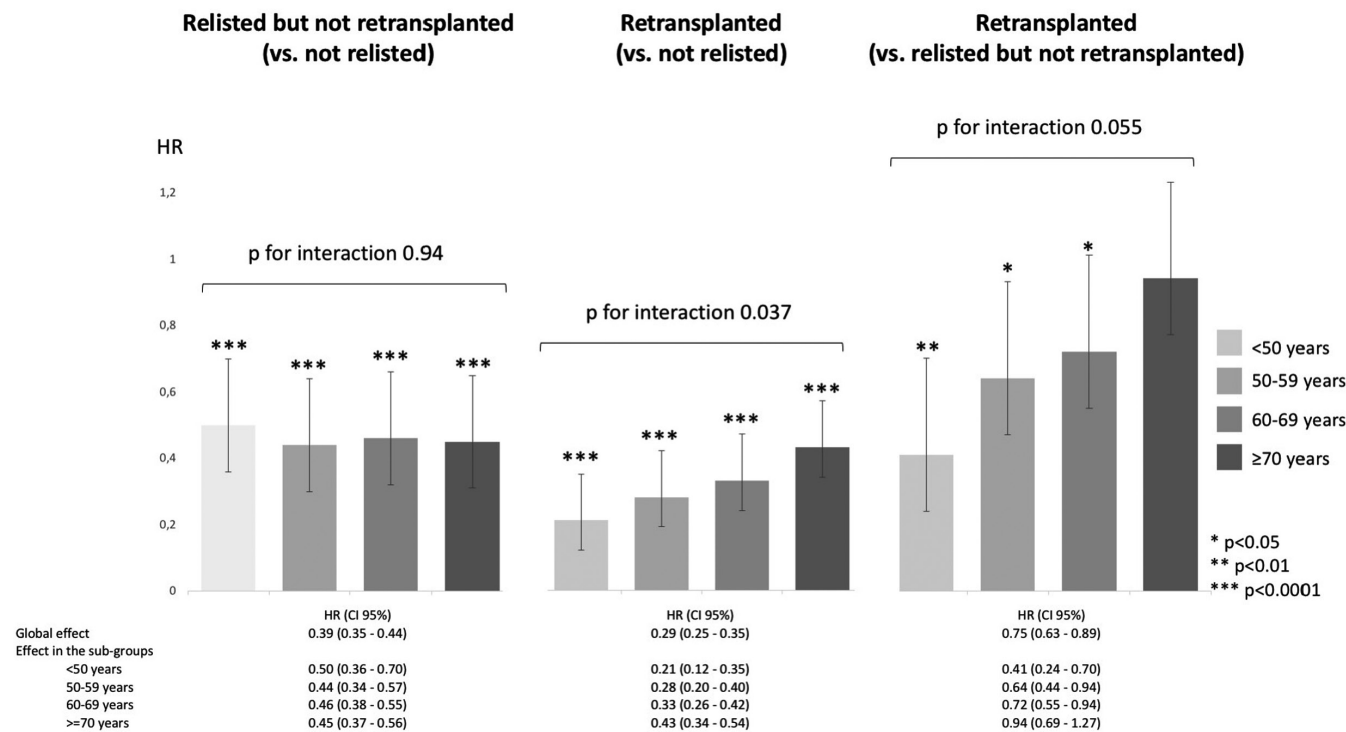 Relisted but not retransplanted
(vs. not relisted)
Retransplanted
(vs. not relisted)
Retransplanted
(vs. relisted but not retransplanted)
HR
1,2
1
0,8
0,6
0,4
0,2
0
p for interaction 0.94
***
***
***
***
p for interaction 0.037
***
***
***
***
p for interaction 0.055
**
*
*
<50 years
50-59 years
60-69 years
≥70 years
* p<0.05
** p<0.01
*** p<0.0001
HR (CI 95%) HR (CI 95%) HR (CI 95%)
Global effect 0.39 (0.35 - 0.44) 0.29 (0.25 - 0.35) 0.75 (0.63 - 0.89)
Effect in the sub-groups
<50 years 0.50 (0.36 - 0.70) 0.21 (0.12 - 0.35) 0.41 (0.24 - 0.70)
50-59 years 0.44 (0.34 - 0.57) 0.28 (0.20 - 0.40) 0.64 (0.44 - 0.94)
60-69 years 0.46 (0.38 - 0.55) 0.33 (0.26 - 0.42) 0.72 (0.55 - 0.94)
>=70 years 0.45 (0.37 - 0.56) 0.43 (0.34 - 0.54) 0.94 (0.69 - 1.27)